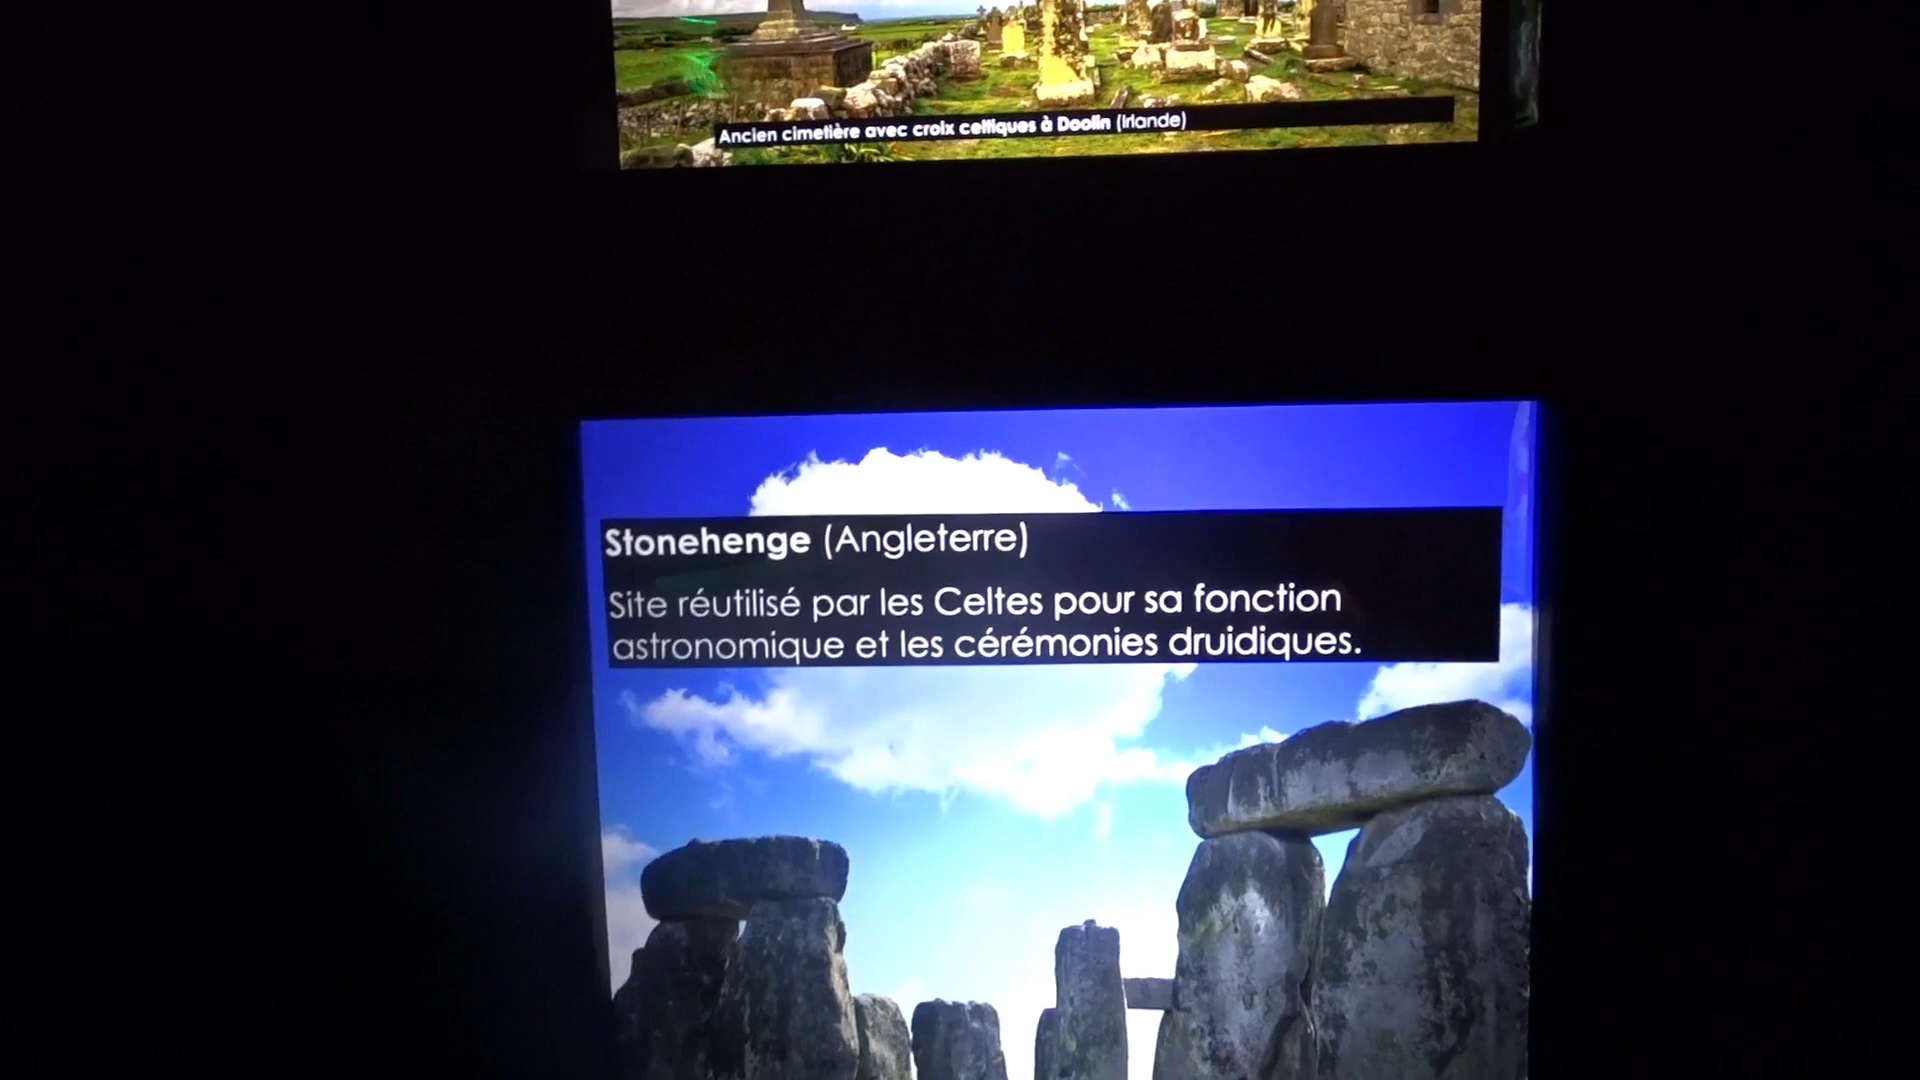 Ancien cimetière avec croix celtiques à Doolin (Irlande)
Stonehenge (Angleterre)
Site réutilisé par les Celtes pour sa fonction
astronomique et les cérémonies druidiques.